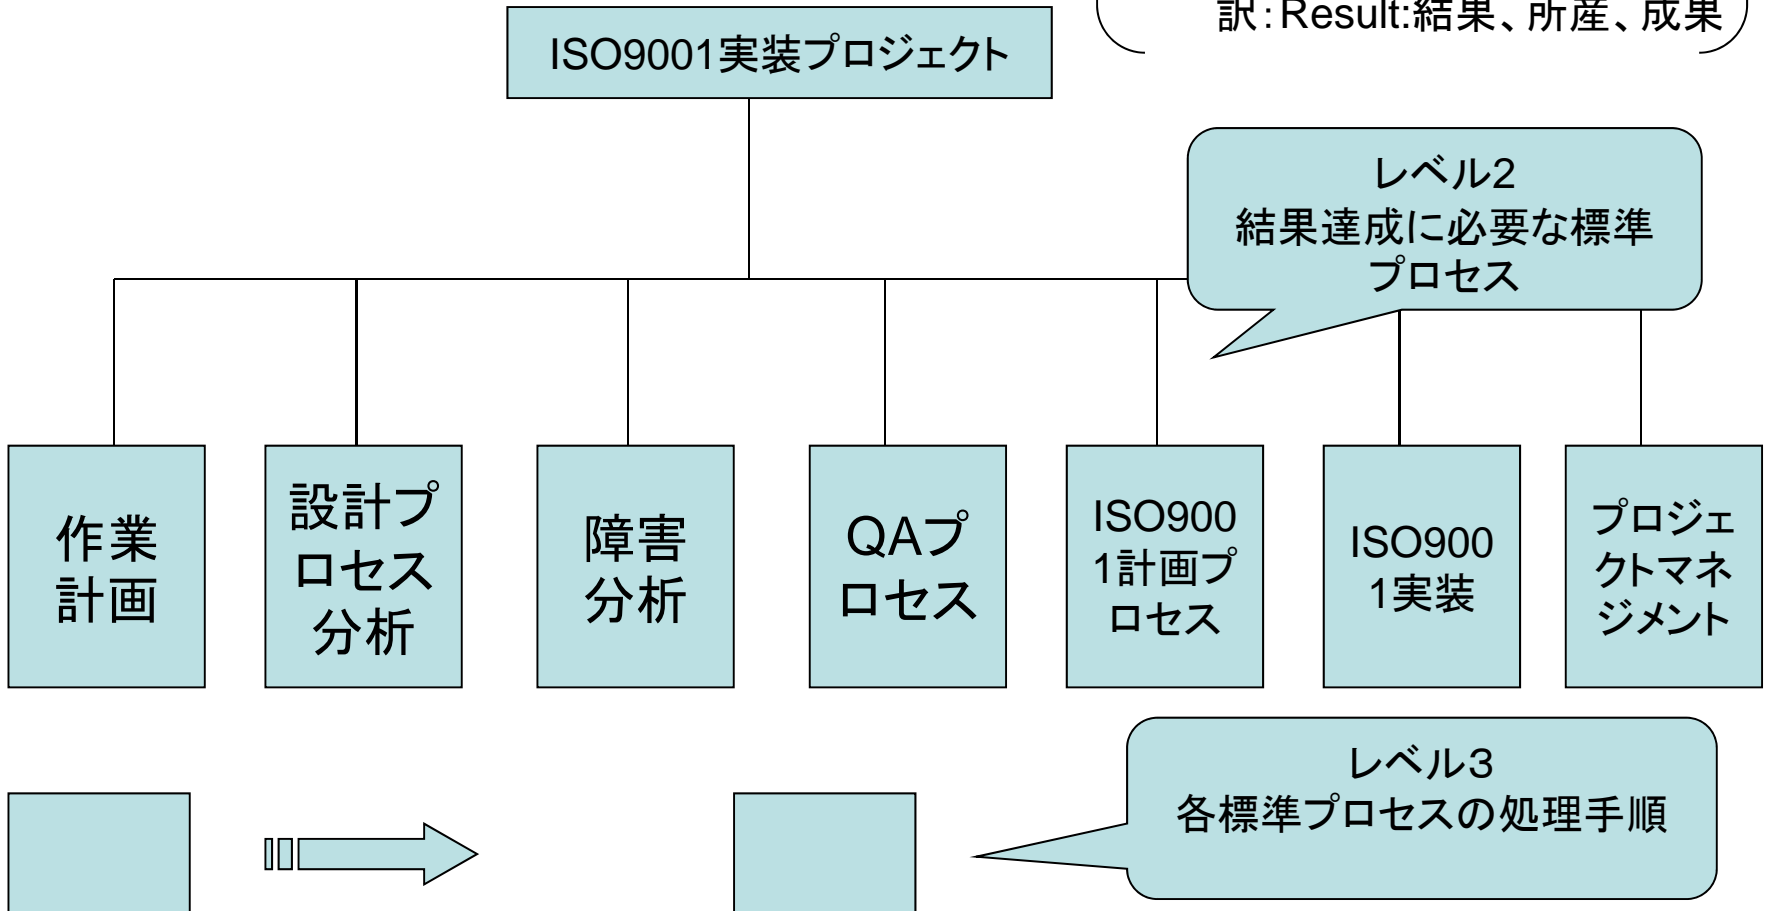 訳：Result:結果、所産、成果
ISO9001実装プロジェクト
レベル2
結果達成に必要な標準
プロセス
作業
計画
設計プ
ロセス
分析
障害
分析
QAプ
ロセス
ISO900
1計画プ
ロセス
ISO900
1実装
プロジェ
クトマネ
ジメント
レベル3
各標準プロセスの処理手順